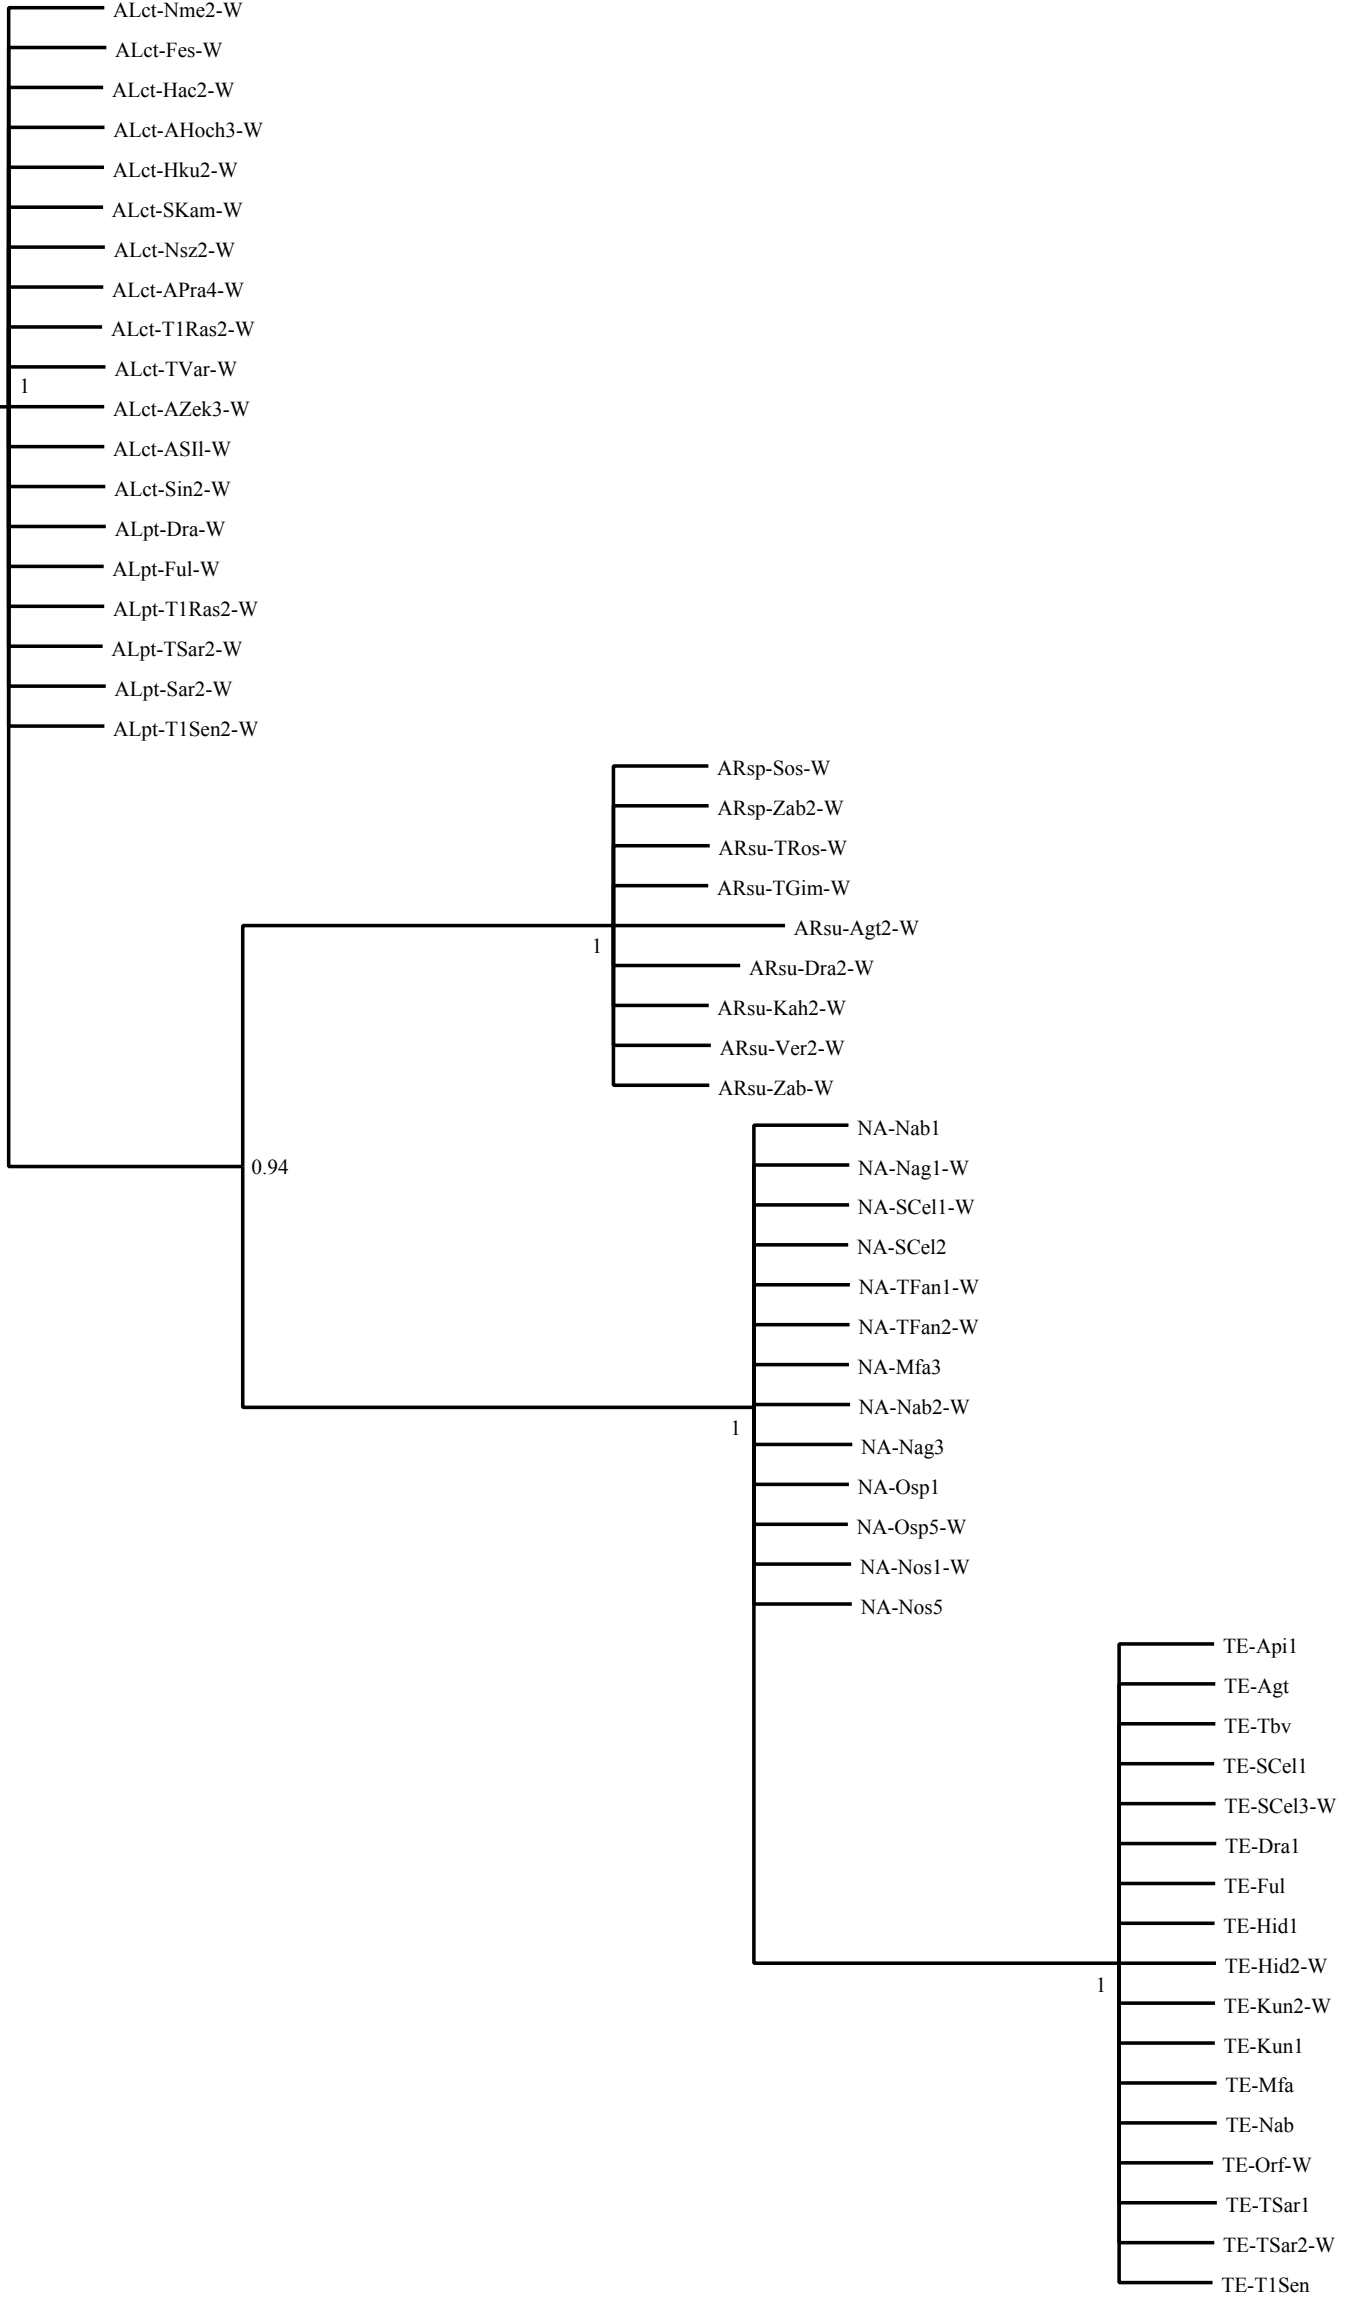 ALct-Nme2-W
ALct-Fes-W
ALct-Hac2-W
ALct-AHoch3-W
ALct-Hku2-W
ALct-SKam-W
ALct-Nsz2-W
ALct-APra4-W
ALct-T1Ras2-W
ALct-TVar-W
1
ALct-AZek3-W
ALct-ASIl-W
ALct-Sin2-W
ALpt-Dra-W
ALpt-Ful-W
ALpt-T1Ras2-W
ALpt-TSar2-W
ALpt-Sar2-W
ALpt-T1Sen2-W
ARsp-Sos-W
ARsp-Zab2-W
ARsu-TRos-W
ARsu-TGim-W
ARsu-Agt2-W
1
ARsu-Dra2-W
ARsu-Kah2-W
ARsu-Ver2-W
ARsu-Zab-W
NA-Nab1
0.94
NA-Nag1-W
NA-SCel1-W
NA-SCel2
NA-TFan1-W
NA-TFan2-W
NA-Mfa3
NA-Nab2-W
1
NA-Nag3
NA-Osp1
NA-Osp5-W
NA-Nos1-W
NA-Nos5
TE-Api1
TE-Agt
TE-Tbv
TE-SCel1
TE-SCel3-W
TE-Dra1
TE-Ful
TE-Hid1
TE-Hid2-W
1
TE-Kun2-W
TE-Kun1
TE-Mfa
TE-Nab
TE-Orf-W
TE-TSar1
TE-TSar2-W
TE-T1Sen